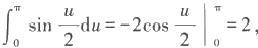 ∫₀^π sin u/2 du = −2cos u/2 |₀^π = 2 ,